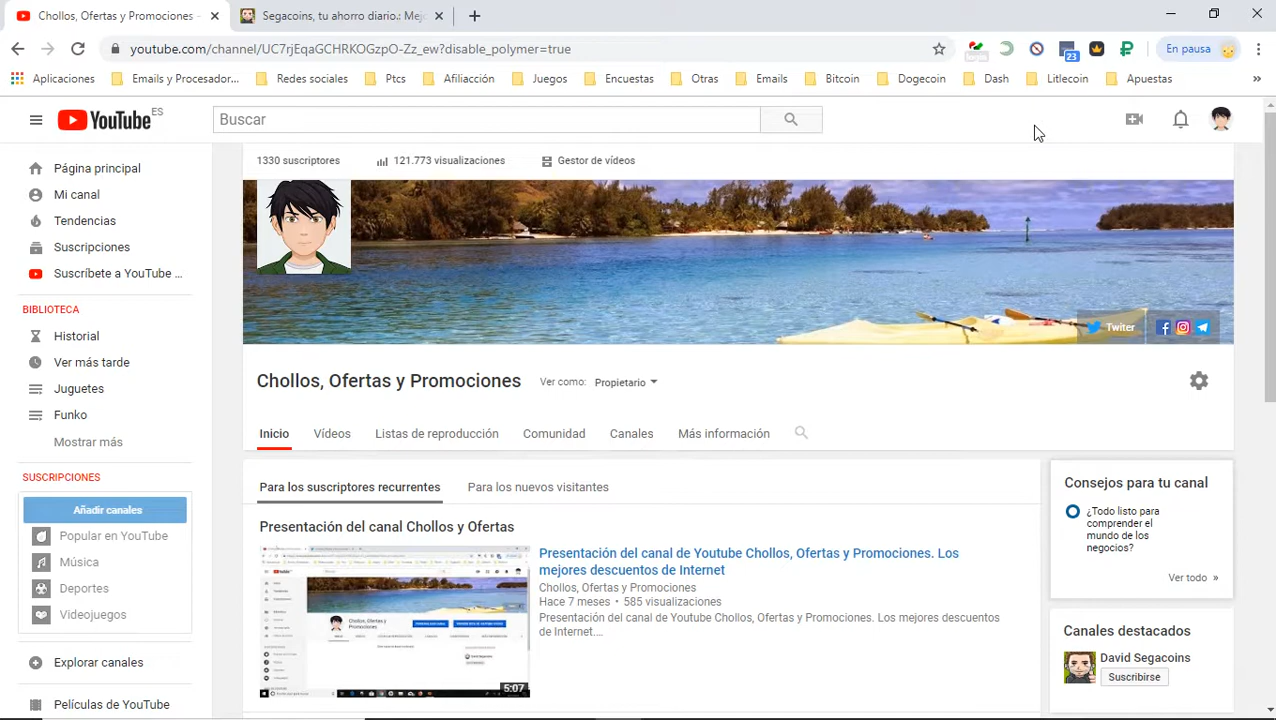 Chollos, Ofertas y Promociones -
Segacoins, tu ahorro diario.: Mej
youtube.com/channel/UC7rjEqaGCHRKOGzpO-Zz_ew?disable_polymer=true
23
En pausa
Aplicaciones
Emails y Procesador...
Redes sociales
Ptcs
Afiliacción
Juegos
Encuestas
Emails
Bitcoin
Dogecoin
Dash
Litlecoin
Apuestas
»
YouTube ES
Buscar
Página principal
Mi canal
Tendencias
Suscripciones
Suscríbete a YouTube ...
BIBLIOTECA
Historial
Ver más tarde
Juguetes
Funko
Mostrar más
SUSCRIPCIONES
Añadir canales
Popular en YouTube
Música
Deportes
Videojuegos
Explorar canales
Películas de YouTube
1330 suscriptores
121.773 visualizaciones
Gestor de vídeos
Twiter
Chollos, Ofertas y Promociones
Ver como: Propietario
Inicio
Vídeos
Listas de reproducción
Comunidad
Canales
Más información
Para los suscriptores recurrentes
Para los nuevos visitantes
Presentación del canal Chollos y Ofertas
Presentación del canal de Youtube Chollos, Ofertas y Promociones. Los
mejores descuentos de Internet
Chollos, Ofertas y Promociones
Hace 7 meses • 585 visualizaciones
Presentación del canal de Youtube Chollos, Ofertas y Promociones. Los mejores descuentos
de Internet....
Chollos, Ofertas y
Promociones
5:07
Consejos para tu canal
¿Todo listo para
comprender el
mundo de los
negocios?
Ver todo »
Canales destacados
David Segacoins
Suscribirse